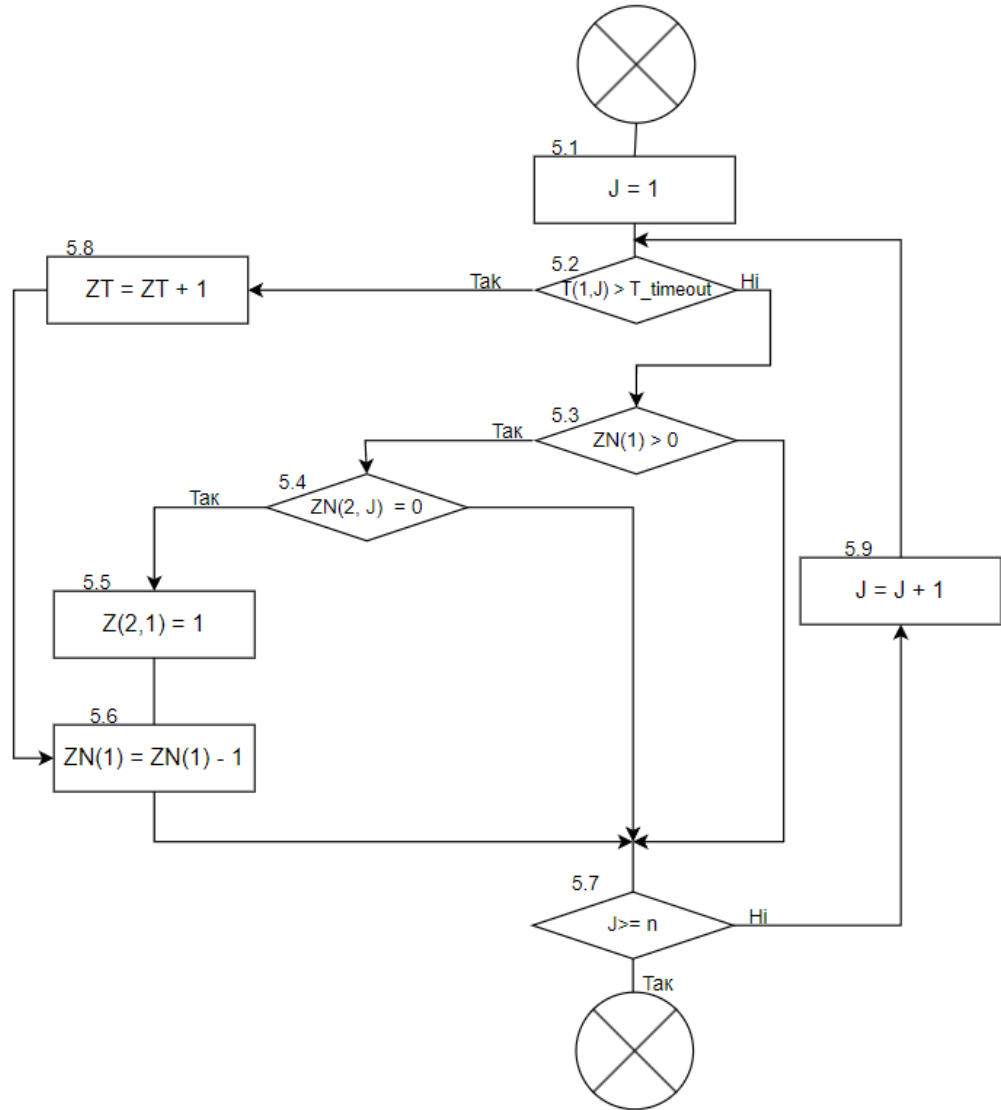 5.1
J = 1
5.8
ZT = ZT + 1
Tak
5.2
T(1,J) > T_timeout
Ні
5.3
ZN(1) > 0
Так
5.4
ZN(2, J) = 0
Так
5.5
Z(2,1) = 1
5.9
J = J + 1
5.6
ZN(1) = ZN(1) - 1
5.7
J>= n
Ні
Так